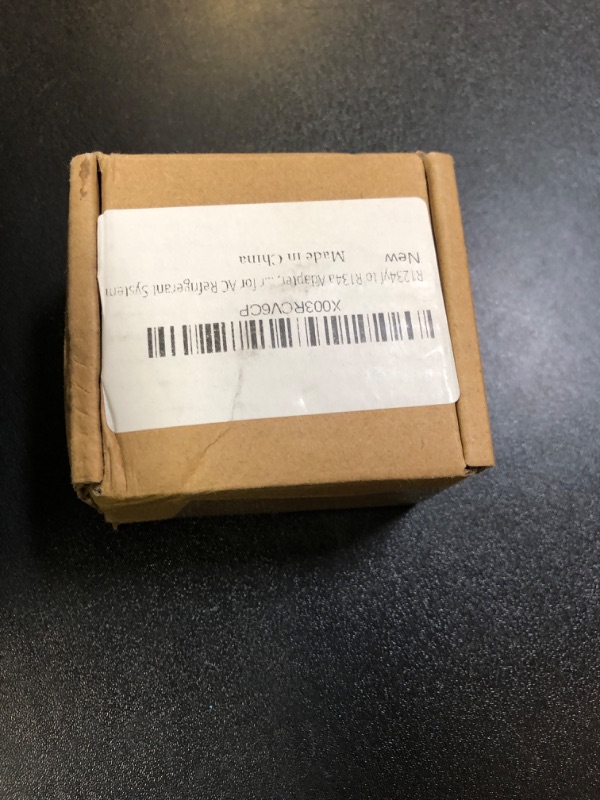 X003RCV6CP
R1234yf to R134a Adapter, ...r for AC Refrigerant System
New
Made in China